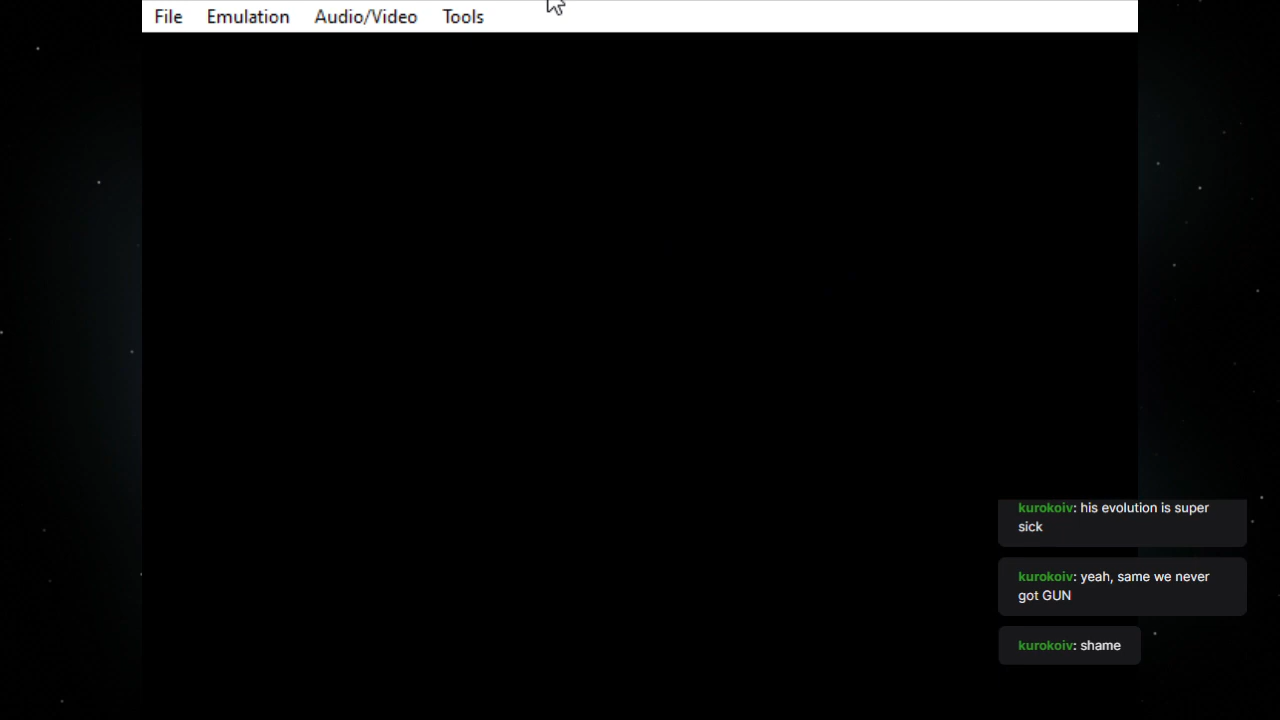 File Emulation Audio/Video Tools
kurokoiv: his evolution is super
sick
kurokoiv: yeah, same we never
got GUN
kurokoiv: shame